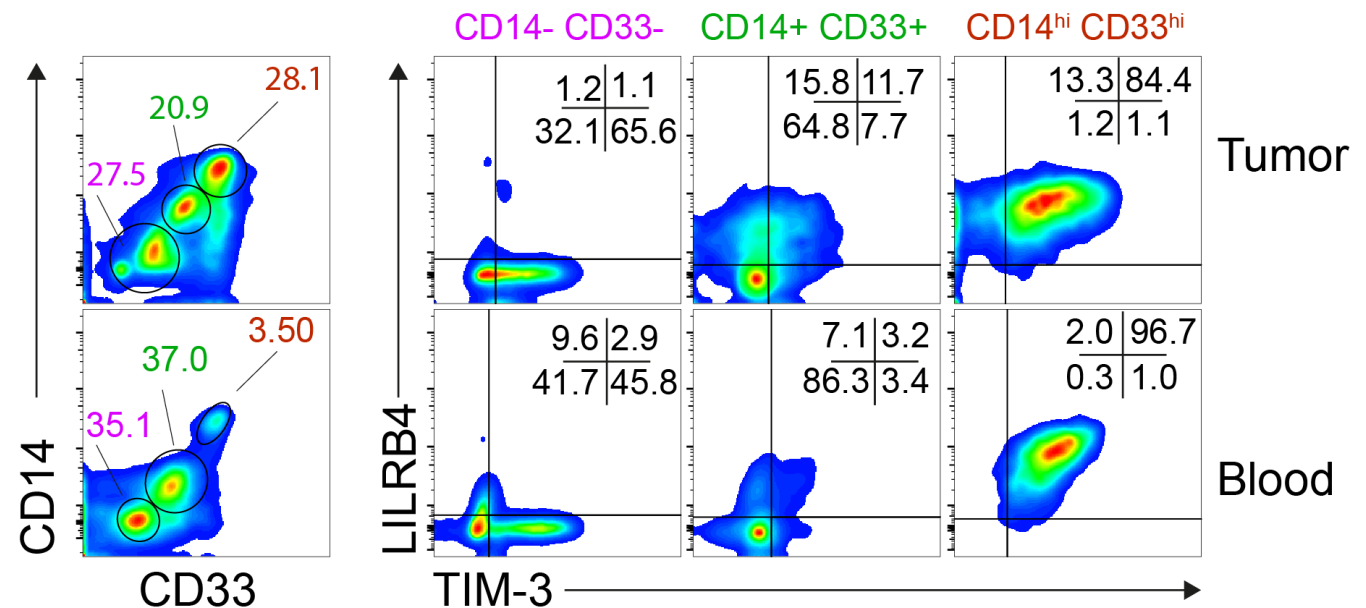 CD14- CD33- CD14+ CD33+ CD14hi CD33hi
28.1
20.9
27.5
1.2 1.1
32.1 65.6
15.8 11.7
64.8 7.7
13.3 84.4
1.2 1.1
Tumor
3.50
37.0
35.1
9.6 2.9
41.7 45.8
7.1 3.2
86.3 3.4
2.0 96.7
0.3 1.0
Blood
CD14
LILRB4
CD33
TIM-3